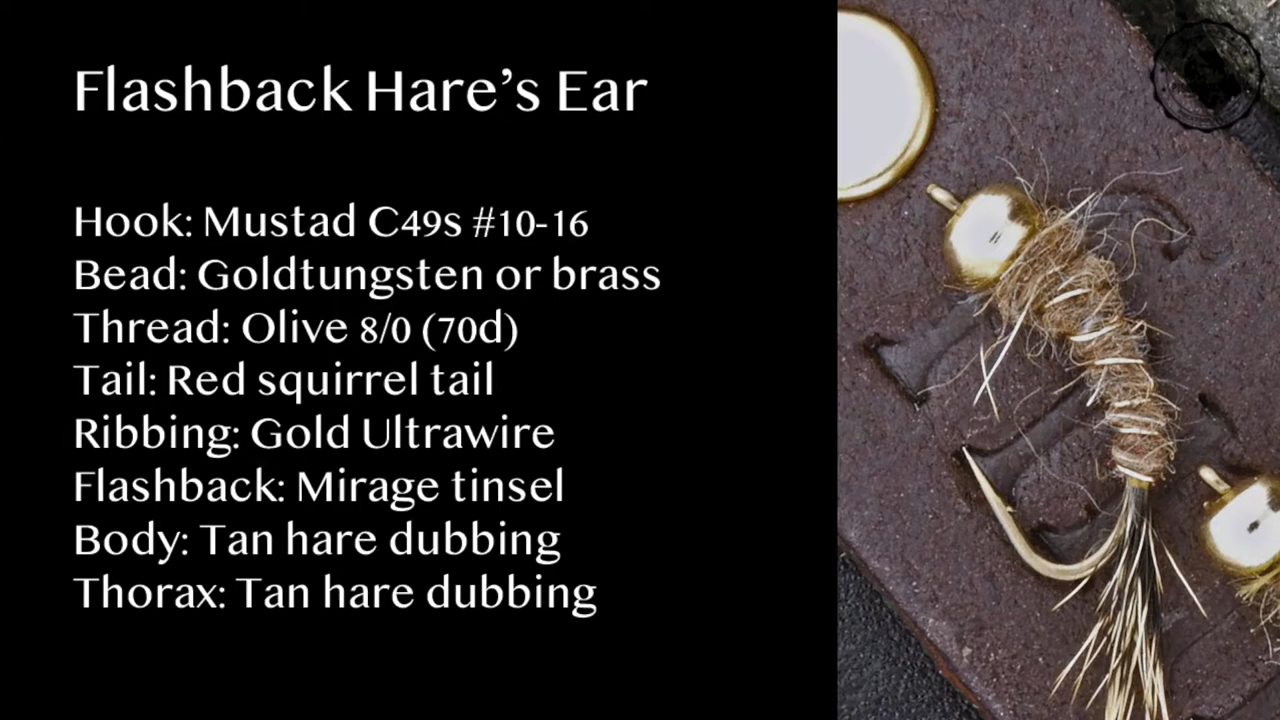 Flashback Hare’s Ear
Hook: Mustad C49s #10-16
Bead: Goldtungsten or brass
Thread: Olive 8/0 (70d)
Tail: Red squirrel tail
Ribbing: Gold Ultrawire
Flashback: Mirage tinsel
Body: Tan hare dubbing
Thorax: Tan hare dubbing